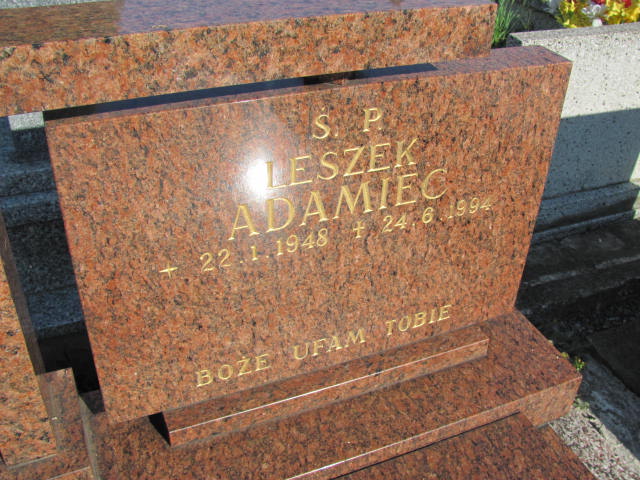 Ś. P.
LESZEK
ADAMIEC
+ 22.1.1948 + 24.6.1994
BOŻE UFAM TOBIE